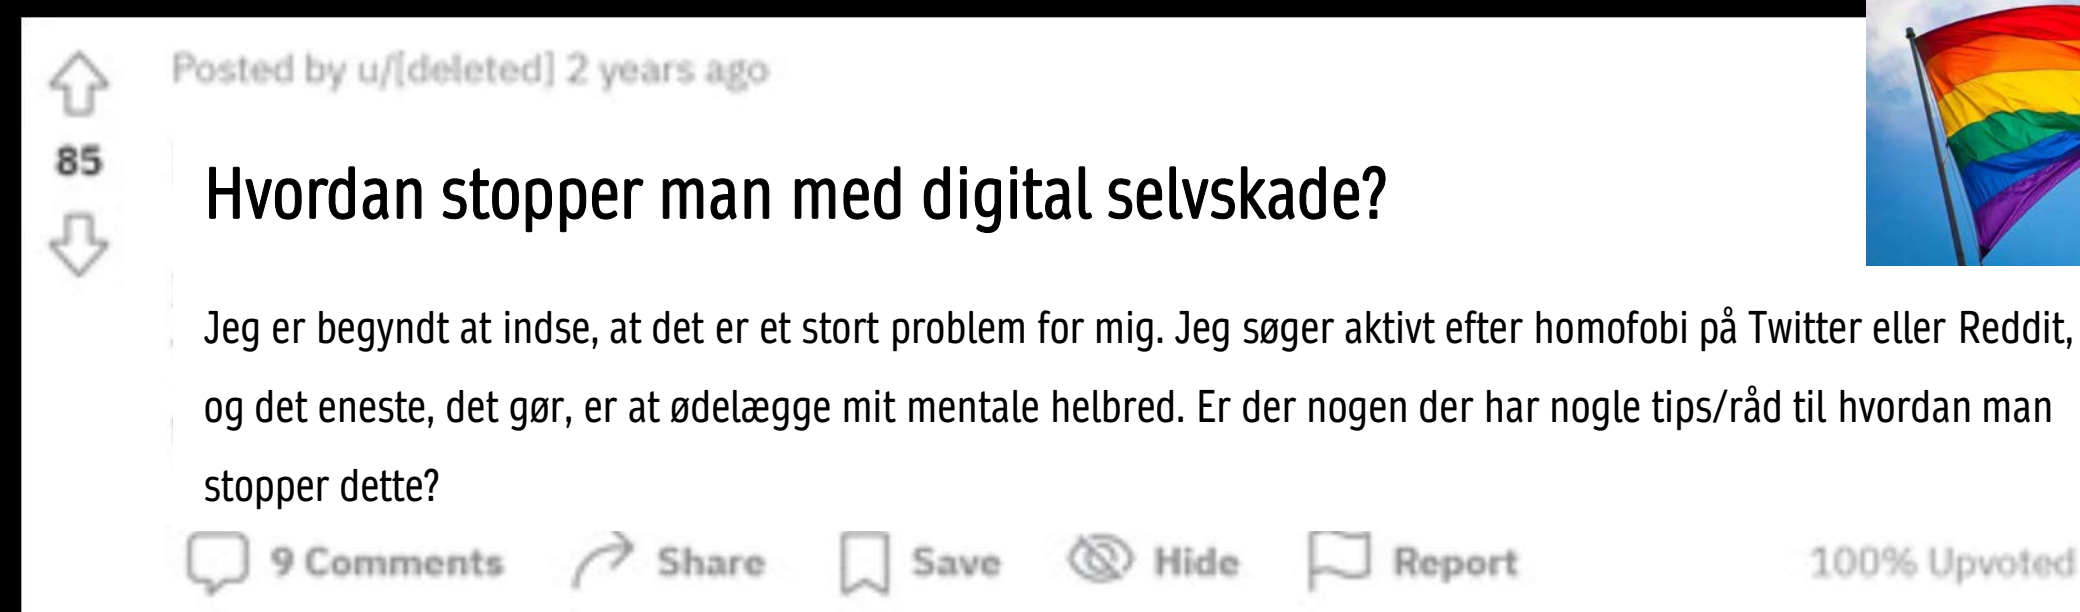 Posted by u/[deleted] 2 years ago
85
Hvordan stopper man med digital selvskade?
Jeg er begyndt at indse, at det er et stort problem for mig. Jeg søger aktivt efter homofobi på Twitter eller Reddit,
og det eneste, det gør, er at ødelægge mit mentale helbred. Er der nogen der har nogle tips/råd til hvordan man
stopper dette?
9 Comments Share Save Hide Report 100% Upvoted